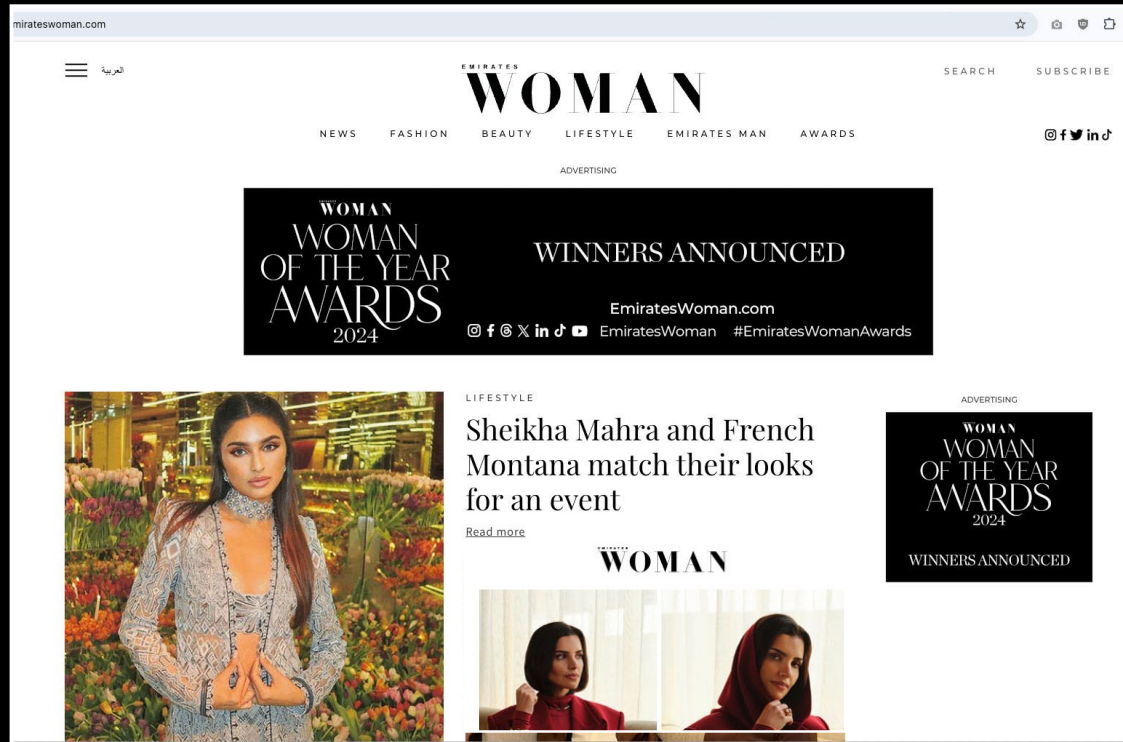 mirateswoman.com
العربية
EMIRATES
WOMAN
SEARCH
SUBSCRIBE
NEWS
FASHION
BEAUTY
LIFESTYLE
EMIRATES MAN
AWARDS
ADVERTISING
EMIRATES
WOMAN
WOMAN
OF THE YEAR
AWARDS
2024
WINNERS ANNOUNCED
EmiratesWoman.com
EmiratesWoman #EmiratesWomanAwards
LIFESTYLE
Sheikha Mahra and French
Montana match their looks
for an event
Read more
EMIRATES
WOMAN
ADVERTISING
WOMAN
WOMAN
OF THE YEAR
AWARDS
2024
WINNERS ANNOUNCED